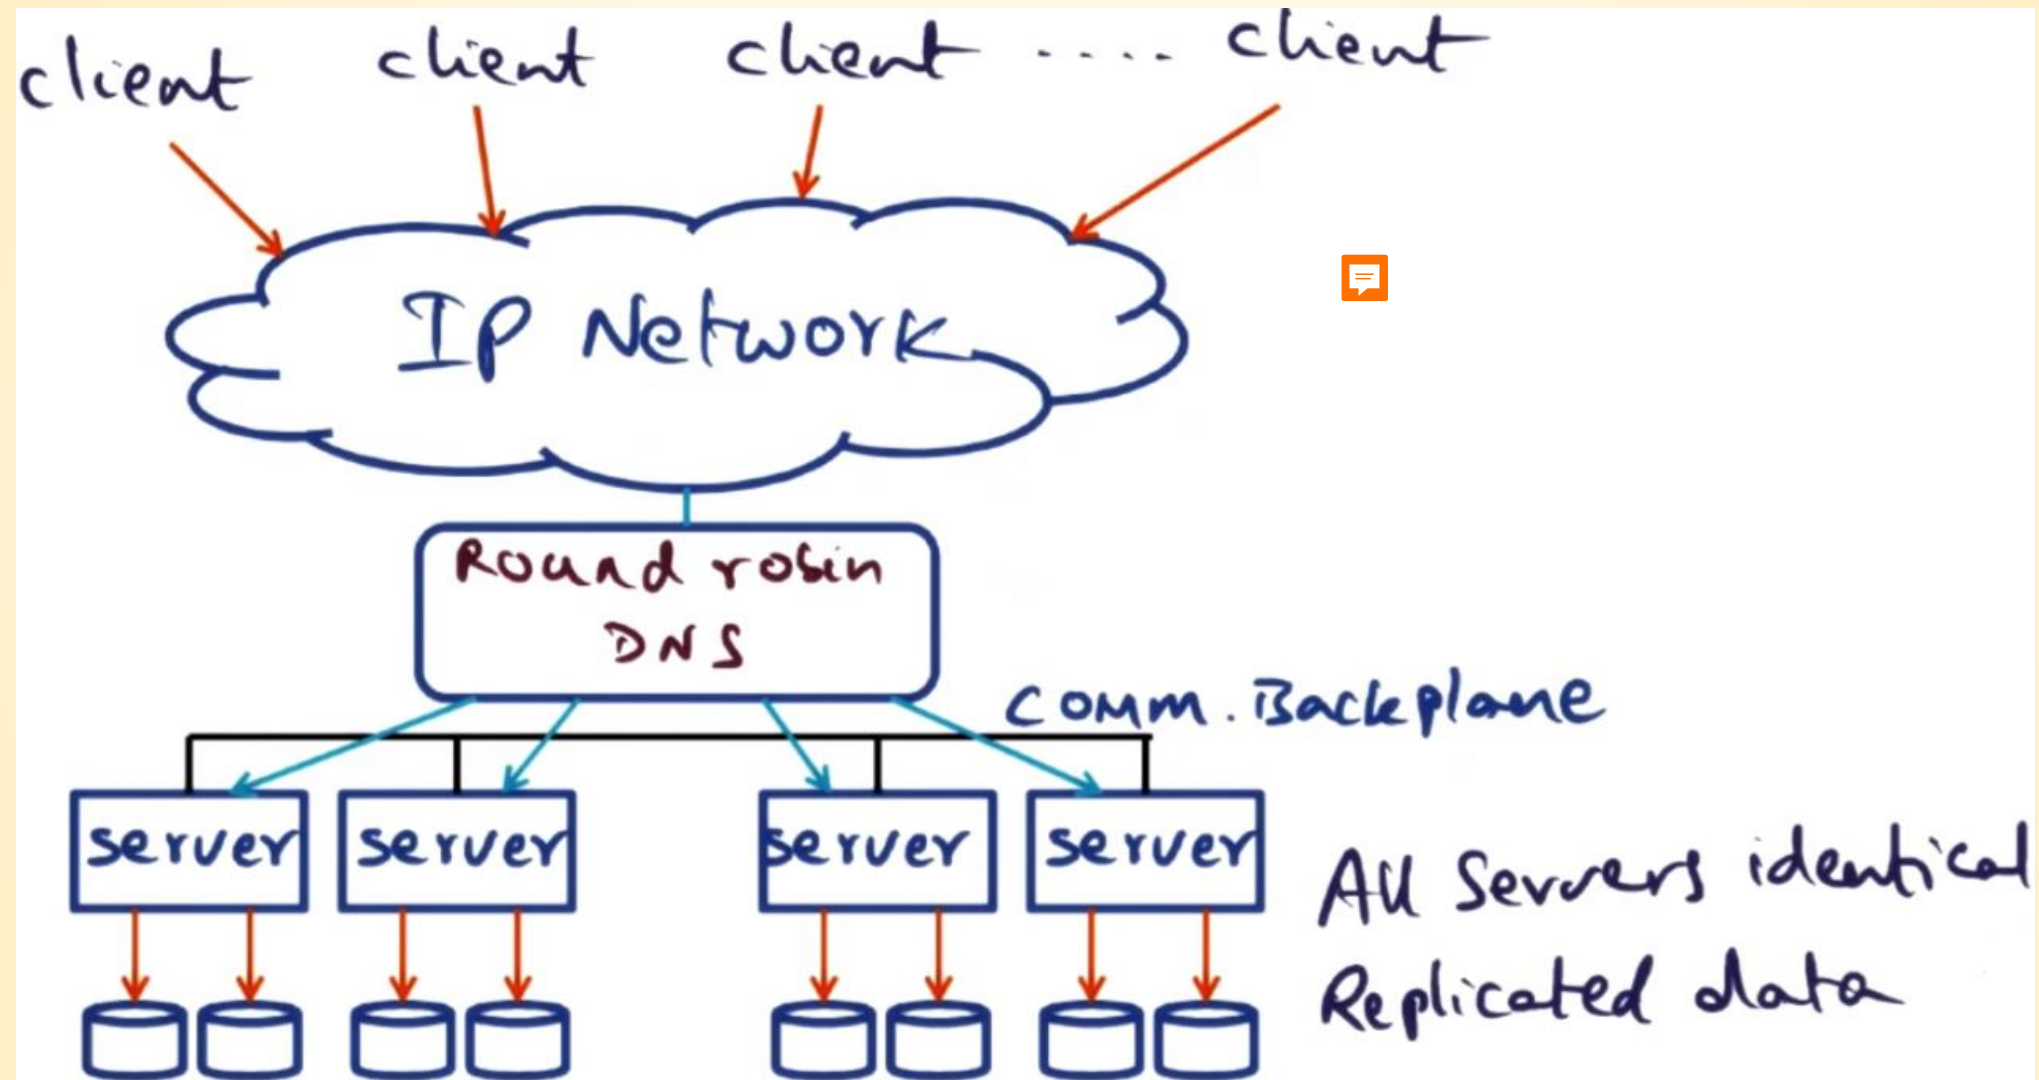 client client client ..... client
IP Network
Round robin
DNS
Comm. Backplane
server server server server
All Servers identical
Replicated data